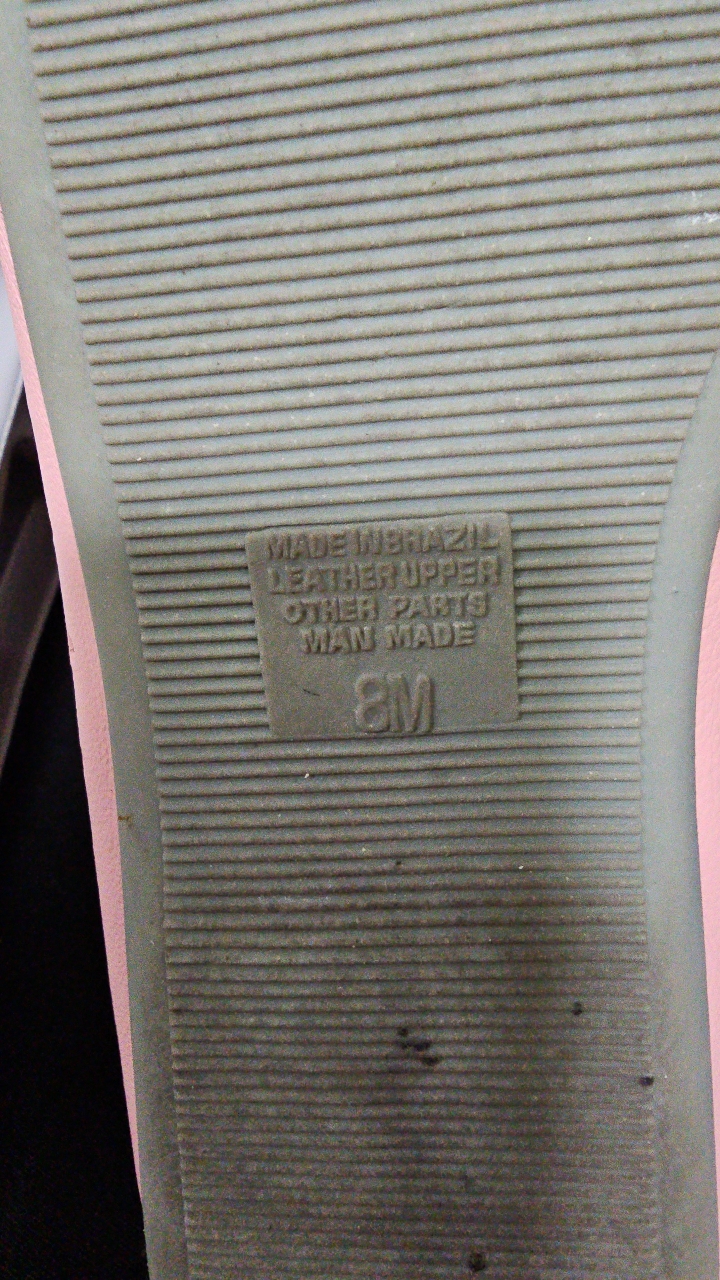 MADE IN BRAZIL
LEATHER UPPER
OTHER PARTS
MAN MADE
8M